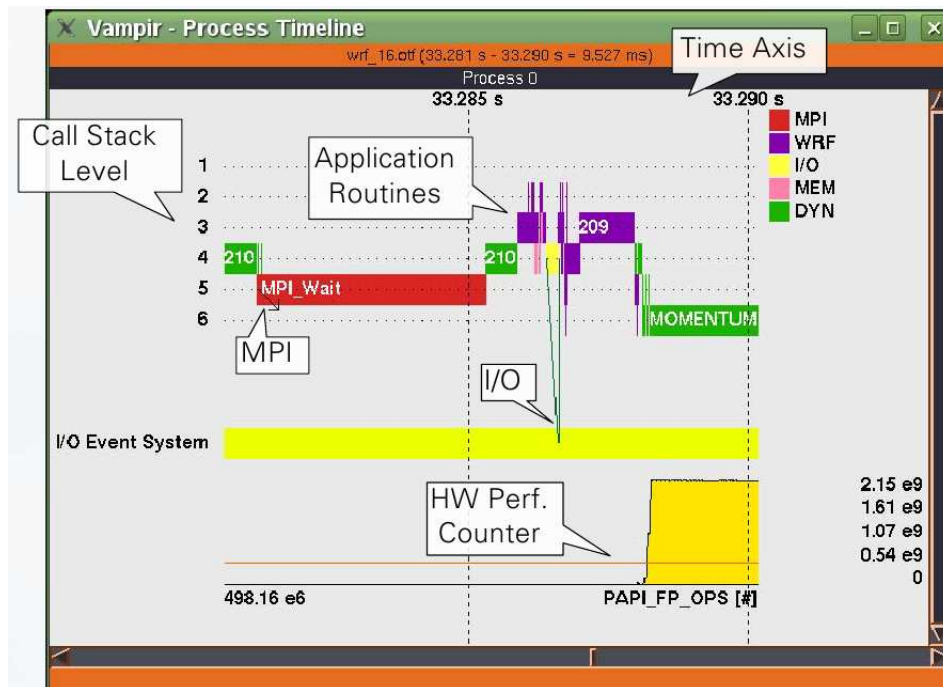 Vampir - Process Timeline
wrf_16.otf (33.281 s - 33.290 s = 9.527 ms)
Time Axis
Process 0
33.285 s
33.290 s
MPI
WRF
I/O
MEM
DYN
Call Stack
Level
Application
Routines
1
2
3
209
4
210
210
5
MPI_Wait
6
MOMENTUM
MPI
I/O
I/O Event System
HW Perf.
Counter
2.15 e9
1.61 e9
1.07 e9
0.54 e9
0
498.16 e6
PAPI_FP_OPS [#]